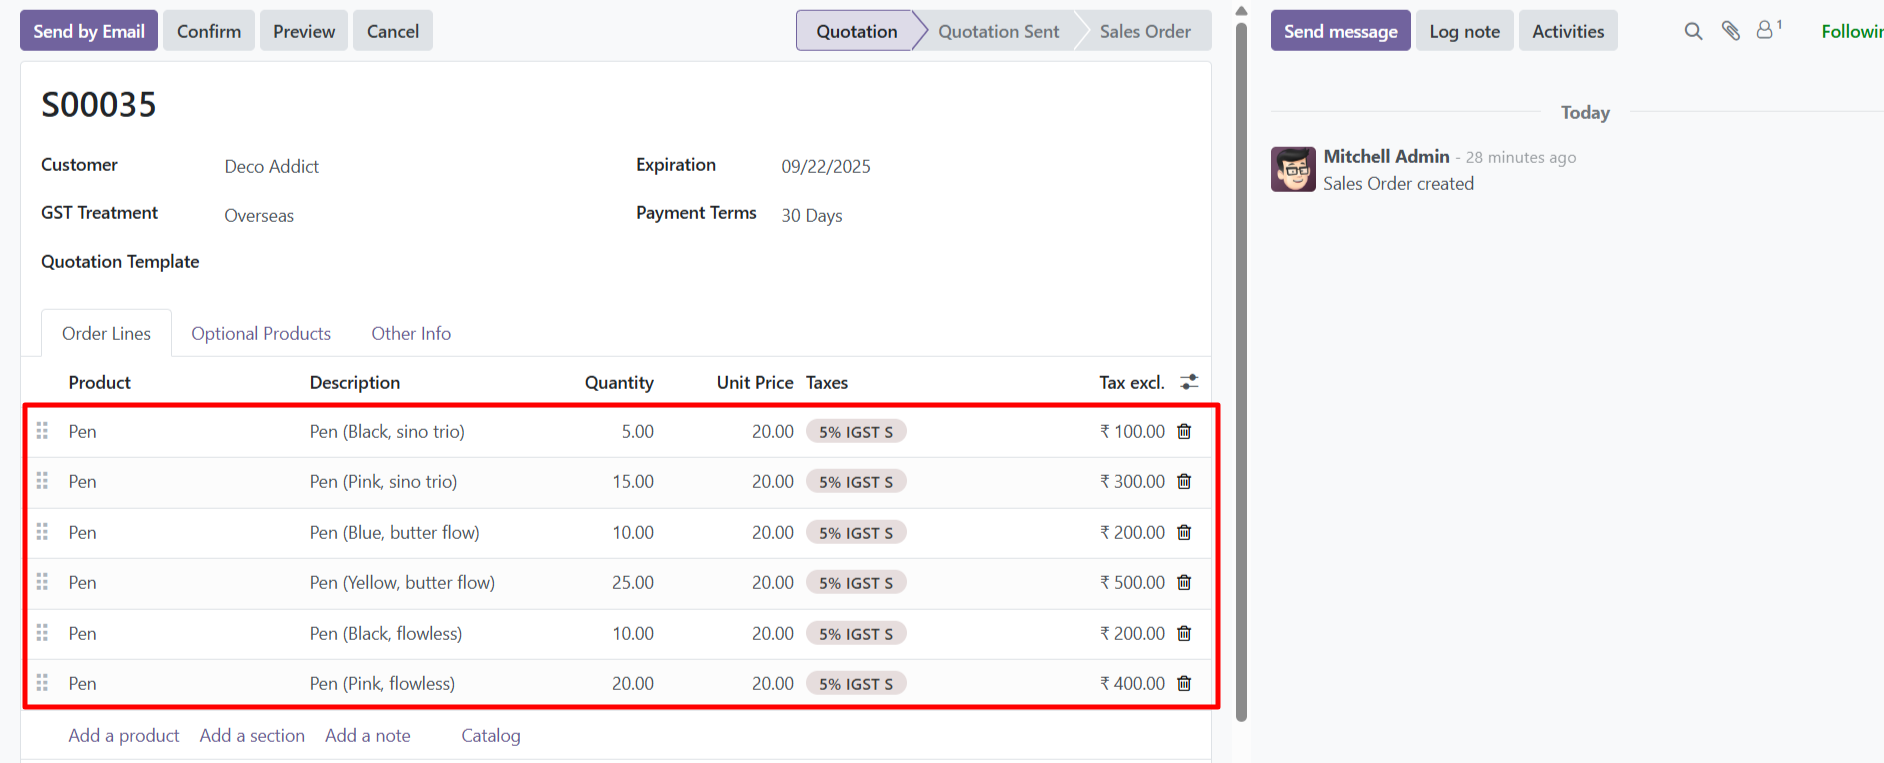 Send by Email Confirm Preview Cancel Quotation Quotation Sent Sales Order
S00035
Customer Deco Addict Expiration 09/22/2025
GST Treatment Overseas Payment Terms 30 Days
Quotation Template
Order Lines Optional Products Other Info
Product Description Quantity Unit Price Taxes Tax excl.
Pen Pen (Black, sino trio) 5.00 20.00 5% IGST S ₹ 100.00
Pen Pen (Pink, sino trio) 15.00 20.00 5% IGST S ₹ 300.00
Pen Pen (Blue, butter flow) 10.00 20.00 5% IGST S ₹ 200.00
Pen Pen (Yellow, butter flow) 25.00 20.00 5% IGST S ₹ 500.00
Pen Pen (Black, flowless) 10.00 20.00 5% IGST S ₹ 200.00
Pen Pen (Pink, flowless) 20.00 20.00 5% IGST S ₹ 400.00
Add a product Add a section Add a note Catalog
Send message Log note Activities 1 Followin
Today
Mitchell Admin - 28 minutes ago
Sales Order created